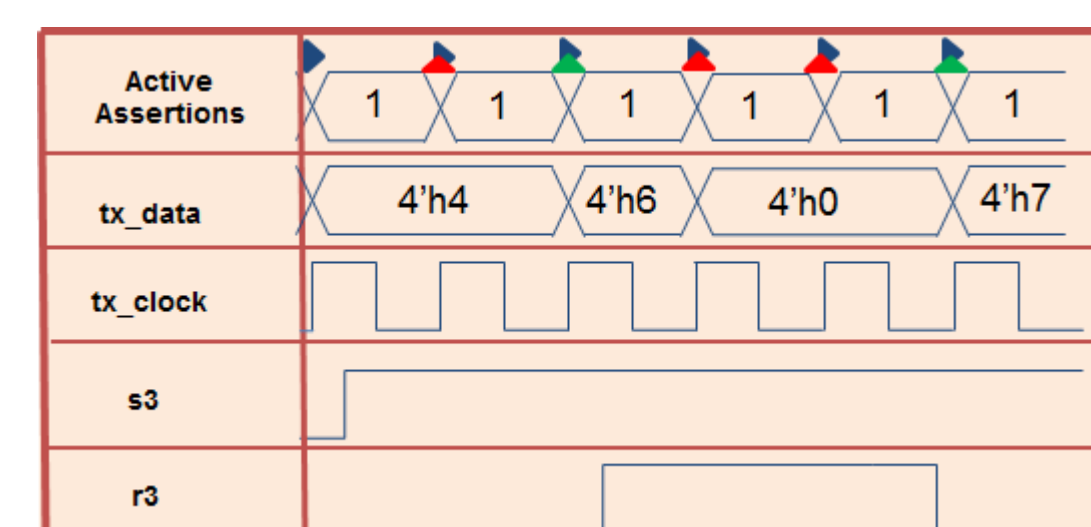 Active
Assertions
1 1 1 1 1 1
tx_data
4’h4 4’h6 4’h0 4’h7
tx_clock
s3
r3